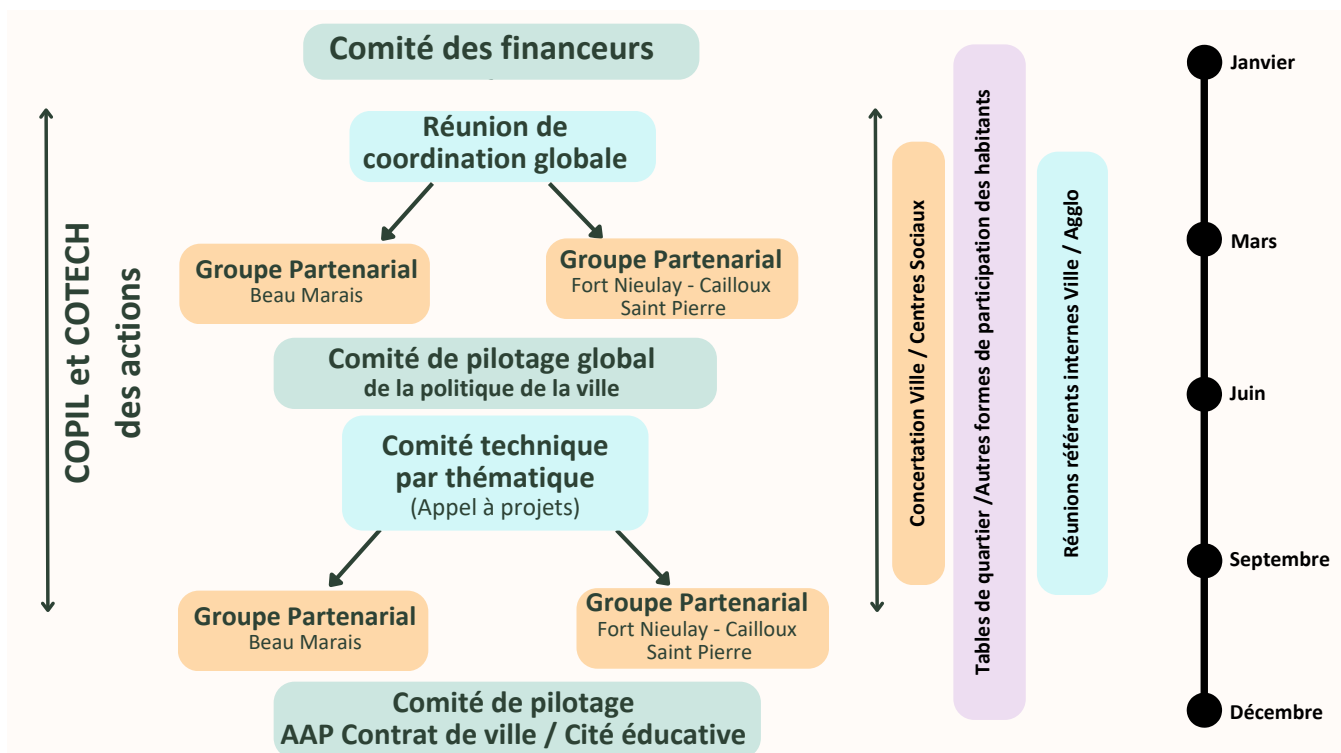 Comité des financeurs
Réunion de
coordination globale
Groupe Partenarial
Beau Marais
Groupe Partenarial
Fort Nieulay - Cailloux
Saint Pierre
Comité de pilotage global
de la politique de la ville
Comité technique
par thématique
(Appel à projets)
Groupe Partenarial
Beau Marais
Groupe Partenarial
Fort Nieulay - Cailloux
Saint Pierre
Comité de pilotage
AAP Contrat de ville / Cité éducative
COPIL et COTECH
des actions
Concertation Ville / Centres Sociaux
Tables de quartier /Autres formes de participation des habitants
Réunions référents internes Ville / Agglo
Janvier
Mars
Juin
Septembre
Décembre